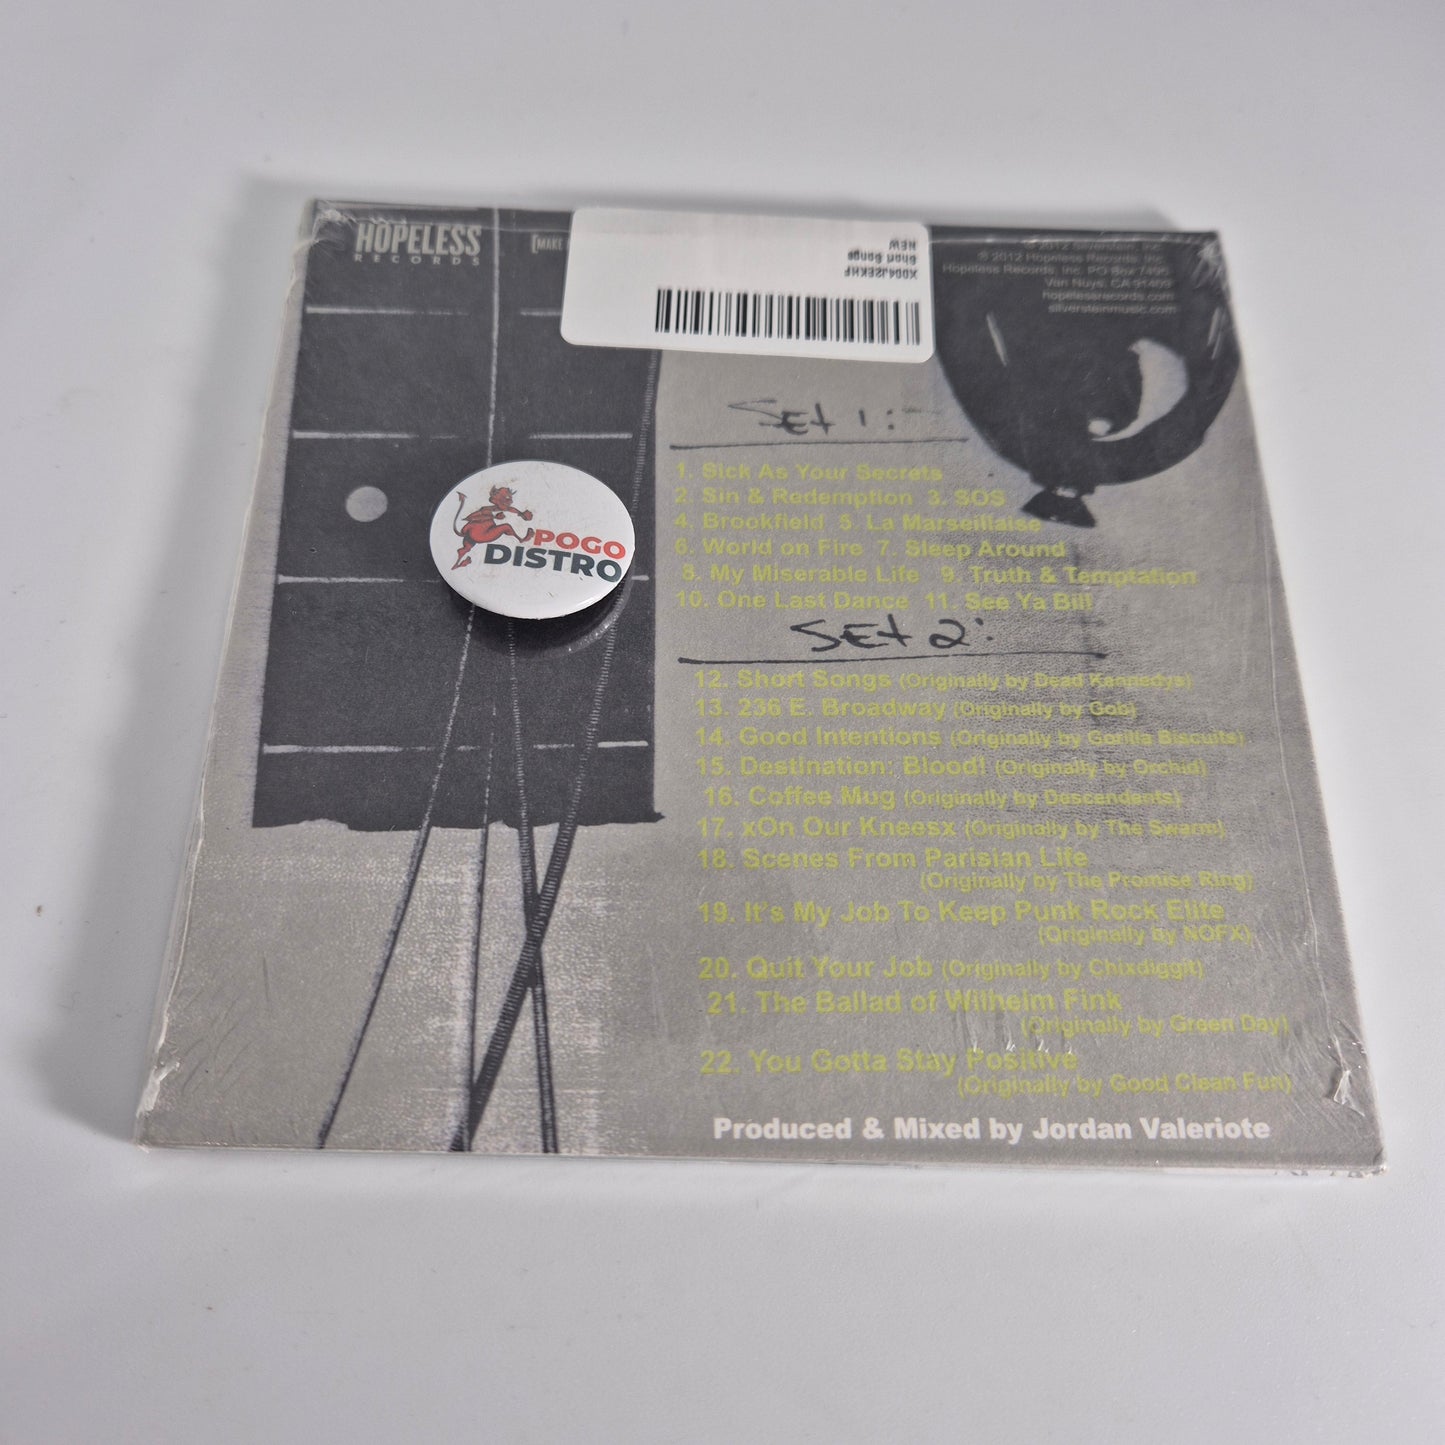 HOPELESS
RECORDS
[MAKE
X004J2EKHF
Short Songs
NEW
© 2012 Silverstein, Inc.
℗ 2012 Hopeless Records, Inc.
Hopeless Records, Inc. PO Box 7495
Van Nuys, CA 91409
hopelessrecords.com
silversteinmusic.com
POGO
DISTRO
SET 1:
1. Sick As Your Secrets
2. Sin & Redemption 3. SOS
4. Brookfield 5. La Marseillaise
6. World on Fire 7. Sleep Around
8. My Miserable Life 9. Truth & Temptation
10. One Last Dance 11. See Ya Bill
SET 2:
12. Short Songs (Originally by Dead Kennedys)
13. 236 E. Broadway (Originally by Gob)
14. Good Intentions (Originally by Gorilla Biscuits)
15. Destination: Blood! (Originally by Orchid)
16. Coffee Mug (Originally by Descendents)
17. xOn Our Kneesx (Originally by The Swarm)
18. Scenes From Parisian Life
(Originally by The Promise Ring)
19. It's My Job To Keep Punk Rock Elite
(Originally by NOFX)
20. Quit Your Job (Originally by Chixdiggit)
21. The Ballad of Wilhelm Fink
(Originally by Green Day)
22. You Gotta Stay Positive
(Originally by Good Clean Fun)
Produced & Mixed by Jordan Valeriote